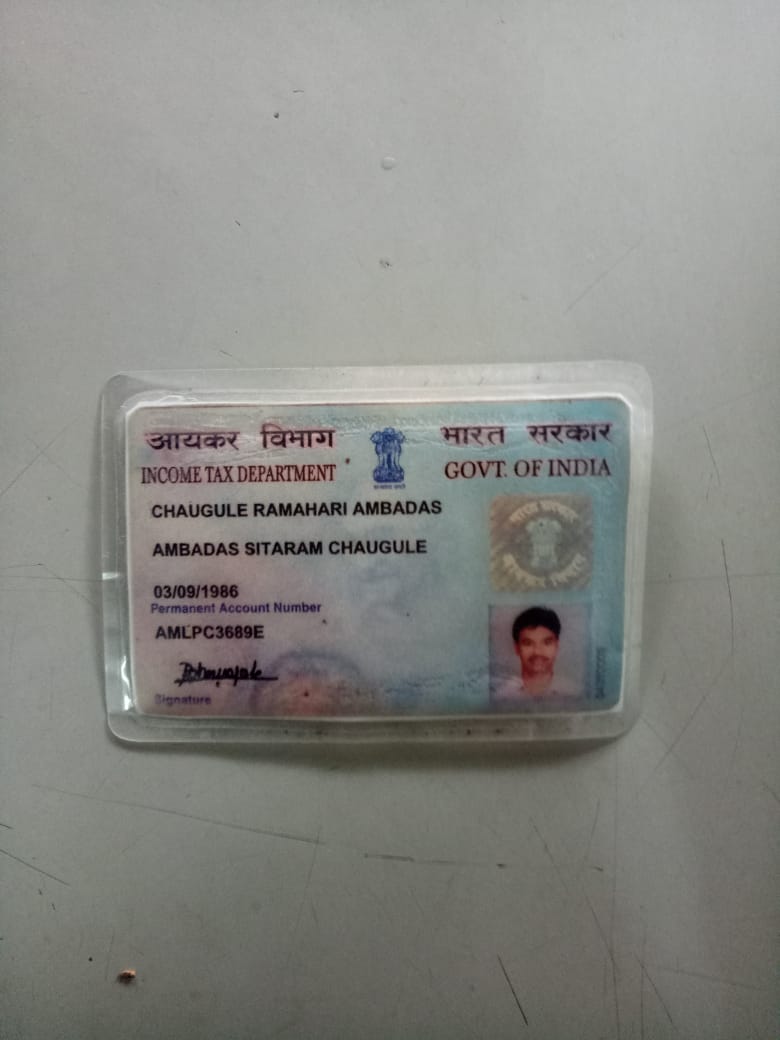 आयकर विभाग
भारत सरकार
INCOME TAX DEPARTMENT
GOVT. OF INDIA
CHAUGULE RAMAHARI AMBADAS
AMBADAS SITARAM CHAUGULE
03/09/1986
Permanent Account Number
AMLPC3689E
Signature